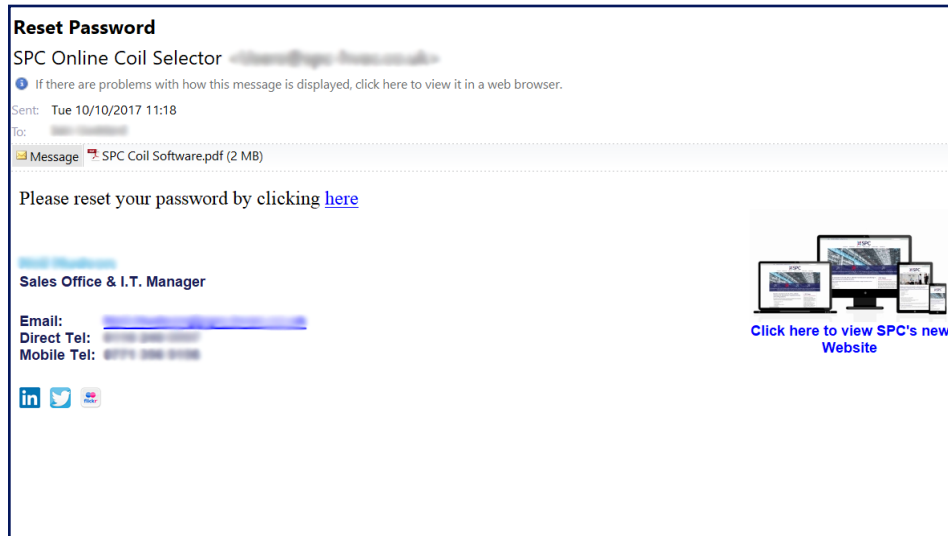 Reset Password
SPC Online Coil Selector
If there are problems with how this message is displayed, click here to view it in a web browser.
Sent: Tue 10/10/2017 11:18
To:
Message SPC Coil Software.pdf (2 MB)
Please reset your password by clicking here
Sales Office & I.T. Manager
Email:
Direct Tel:
Mobile Tel:
in
flickr
SPC
Click here to view SPC's new
Website